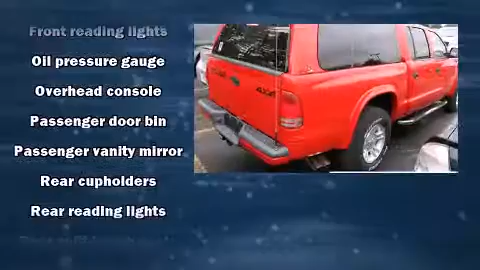 Front reading lights
Oil pressure gauge
Overhead console
Passenger door bin
Passenger vanity mirror
Rear cupholders
Rear reading lights
4X4